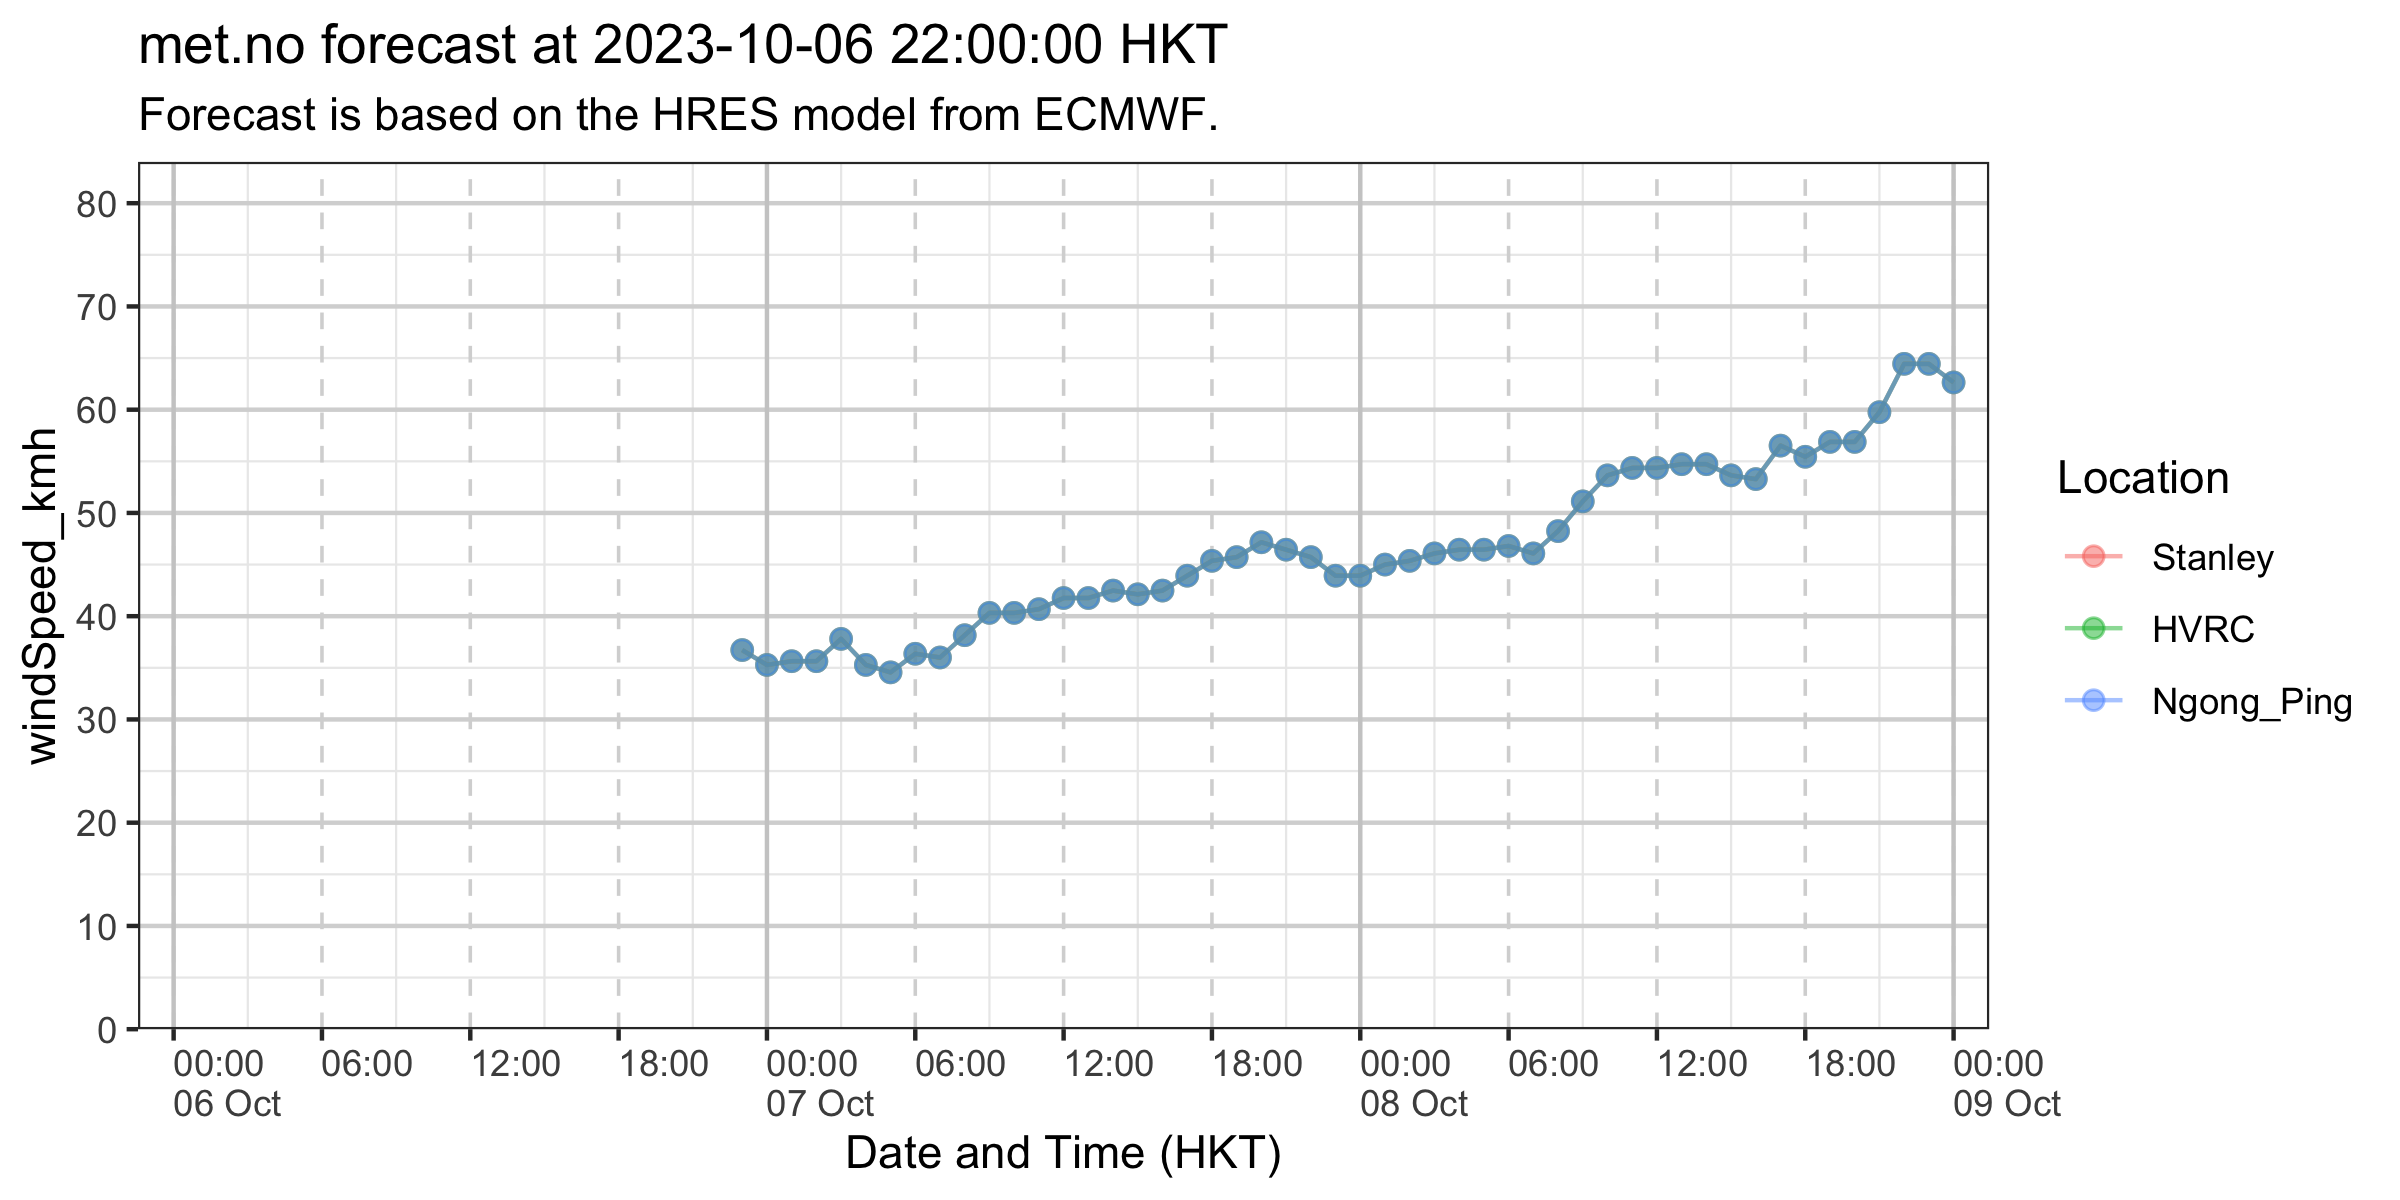 met.no forecast at 2023-10-06 22:00:00 HKT
Forecast is based on the HRES model from ECMWF.
windSpeed_kmh
80
70
60
50
40
30
20
10
0
00:00 06:00 12:00 18:00 00:00 06:00 12:00 18:00 00:00 06:00 12:00 18:00 00:00
06 Oct 07 Oct 08 Oct 09 Oct
Date and Time (HKT)
Location
Stanley
HVRC
Ngong_Ping